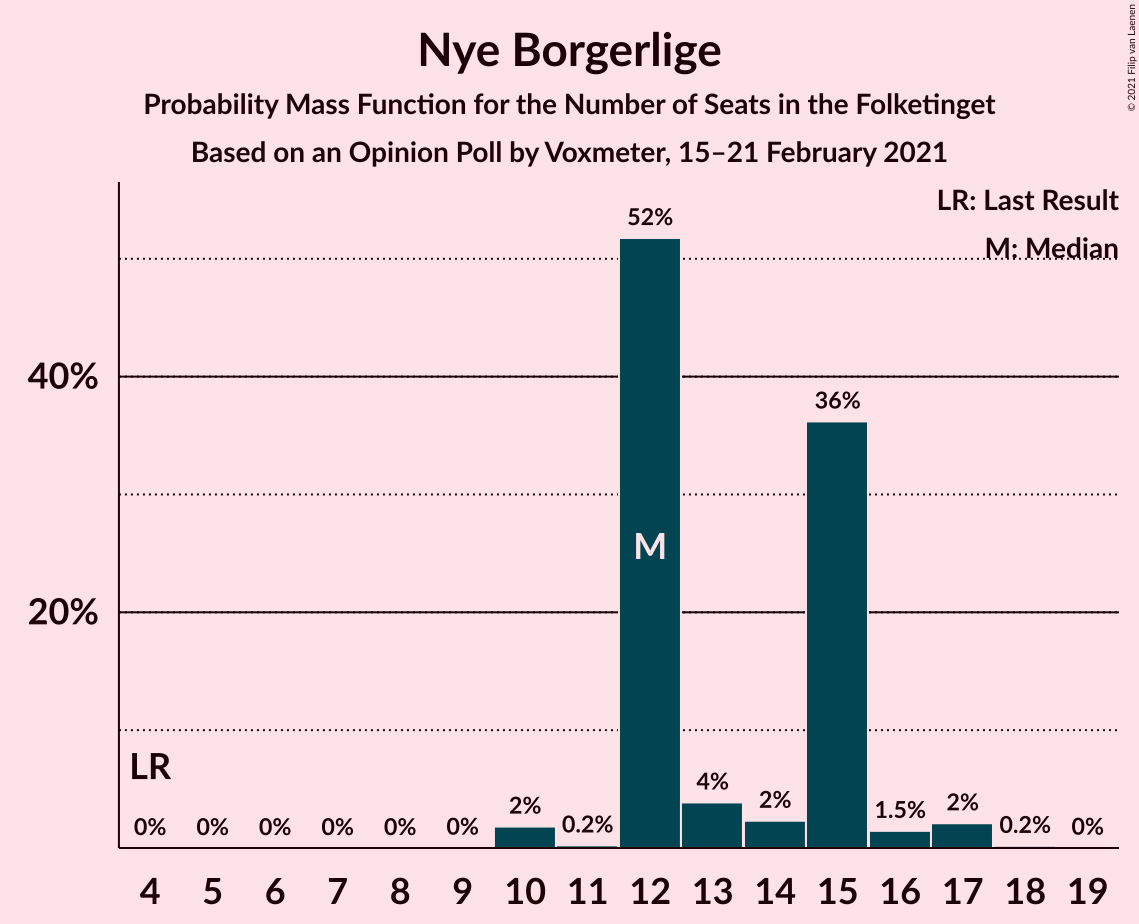 Nye Borgerlige
Probability Mass Function for the Number of Seats in the Folketinget
Based on an Opinion Poll by Voxmeter, 15–21 February 2021
© 2021 Filip van Laenen
LR: Last Result
M: Median
52%
40%
36%
M
20%
LR
0% 0% 0% 0% 0% 0% 2% 0.2% 4% 2% 1.5% 2% 0.2% 0%
4 5 6 7 8 9 10 11 12 13 14 15 16 17 18 19